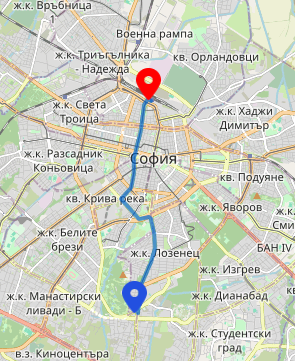 ж.к. Връбница
Военна рампа
ж.к. Триъгълника
- Надежда
кв. Орландовци
ж.к. Света
Троица
ж.к. Хаджи
Димитър
ж.к. Разсадник
Коньовица
София
кв. Подуяне
кв. Крива река
ж.к. Яворов
ж.к. Белите
брези
ж.к. Лозенец
БАН IV
ж.к. Изгрев
ж.к. Манастирски
ливади - Б
ж.к. Дианабад
ж.к. Студентски
град
в.з. Киноцентъра